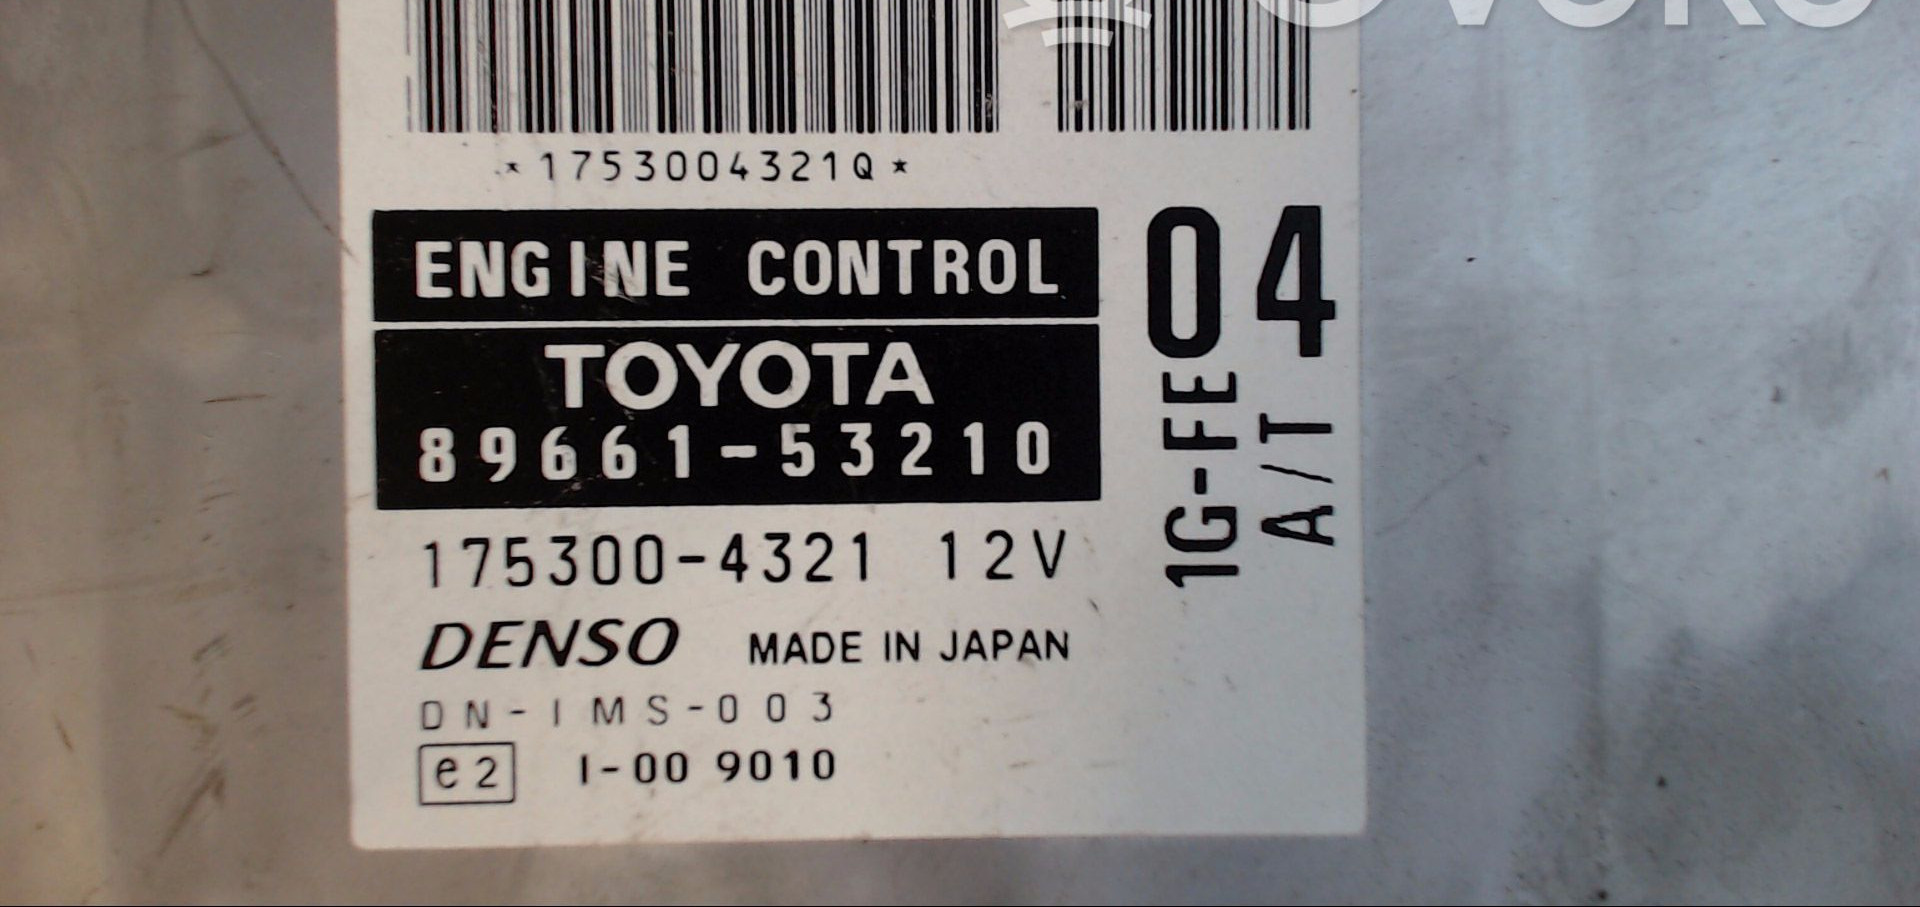 *1753004321Q*
ENGINE CONTROL
TOYOTA
89661-53210
175300-4321 12V
DENSO MADE IN JAPAN
DN-IMS-003
e2 I-00 9010
04
1G-FE
A/T